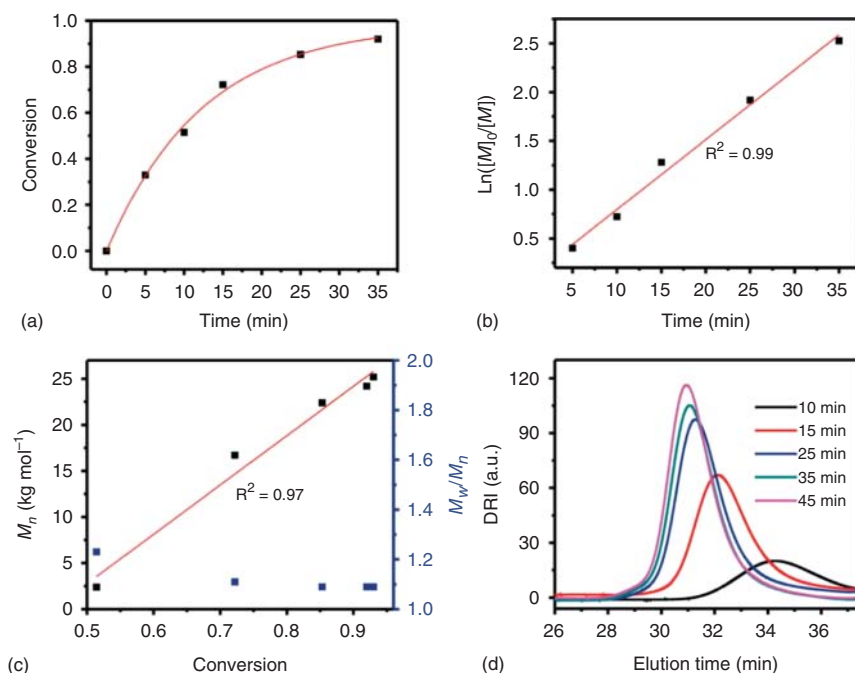 1.0
0.8
0.6
0.4
0.2
0.0
Conversion
0 5 10 15 20 25 30 35
Time (min)
(a)
2.5
2.0
1.5
1.0
0.5
Ln([M]₀/[M])
R² = 0.99
5 10 15 20 25 30 35
Time (min)
(b)
25
20
15
10
5
0
Mₙ (kg mol⁻¹)
R² = 0.97
2.0
1.8
1.6
1.4
1.2
1.0
M_w/Mₙ
0.5 0.6 0.7 0.8 0.9
Conversion
(c)
120
90
60
30
0
DRI (a.u.)
10 min
15 min
25 min
35 min
45 min
26 28 30 32 34 36
Elution time (min)
(d)